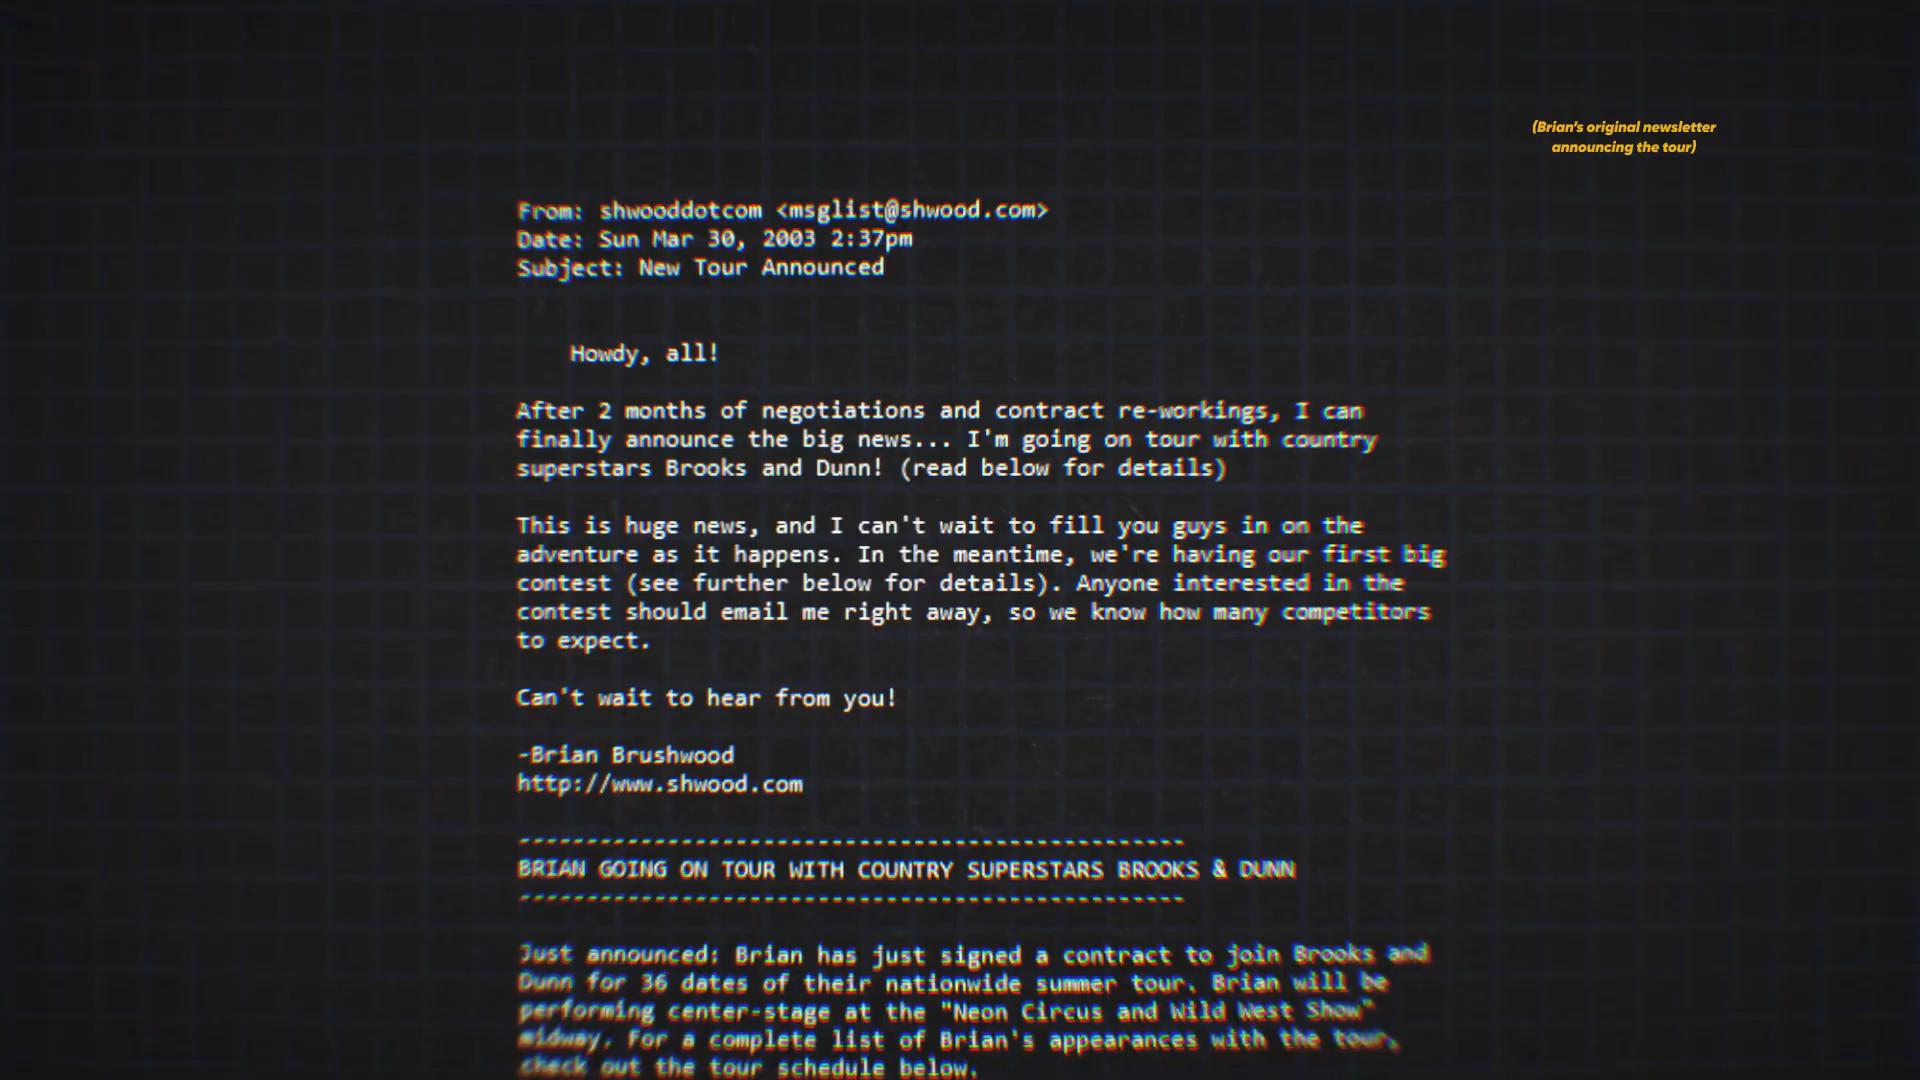 (Brian's original newsletter
announcing the tour)
From: shwooddotcom <msglist@shwood.com>
Date: Sun Mar 30, 2003 2:37pm
Subject: New Tour Announced
Howdy, all!
After 2 months of negotiations and contract re-workings, I can
finally announce the big news... I'm going on tour with country
superstars Brooks and Dunn! (read below for details)
This is huge news, and I can't wait to fill you guys in on the
adventure as it happens. In the meantime, we're having our first big
contest (see further below for details). Anyone interested in the
contest should email me right away, so we know how many competitors
to expect.
Can't wait to hear from you!
-Brian Brushwood
http://www.shwood.com
-------------------------------------------------
BRIAN GOING ON TOUR WITH COUNTRY SUPERSTARS BROOKS & DUNN
-------------------------------------------------
Just announced: Brian has just signed a contract to join Brooks and
Dunn for 36 dates of their nationwide summer tour. Brian will be
performing center-stage at the "Neon Circus and Wild West Show"
midway. For a complete list of Brian's appearances with the tour,
check out the tour schedule below.